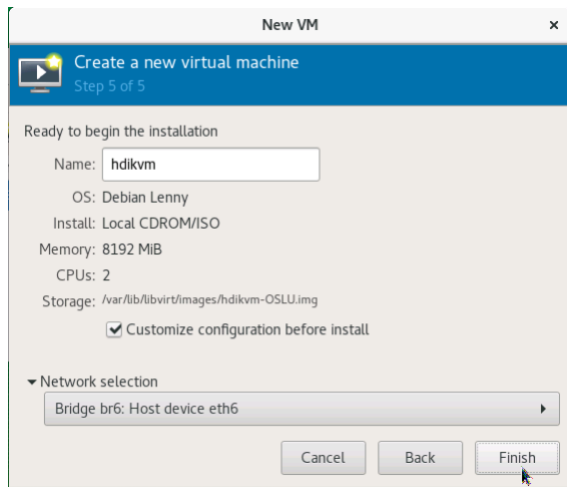 New VM
Create a new virtual machine
Step 5 of 5
Ready to begin the installation
Name: hdikvm
OS: Debian Lenny
Install: Local CDROM/ISO
Memory: 8192 MiB
CPUs: 2
Storage: /var/lib/libvirt/images/hdikvm-OSLU.img
Customize configuration before install
Network selection
Bridge br6: Host device eth6
Cancel Back Finish